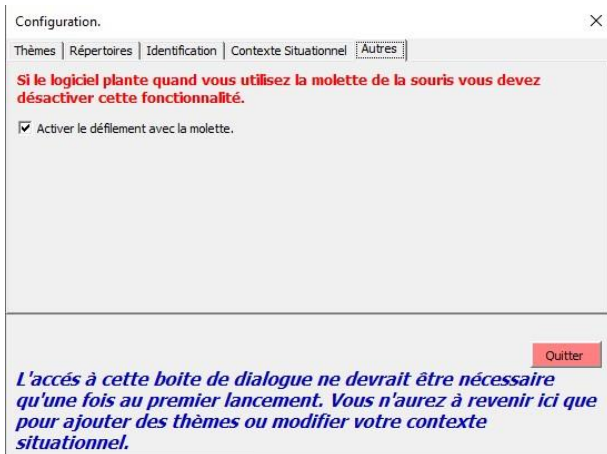 Configuration.
Thèmes
Répertoires
Identification
Contexte Situationnel
Autres
Si le logiciel plante quand vous utilisez la molette de la souris vous devez
désactiver cette fonctionnalité.
Activer le défilement avec la molette.
Quitter
L'accés à cette boite de dialogue ne devrait être nécessaire
qu'une fois au premier lancement. Vous n'aurez à revenir ici que
pour ajouter des thèmes ou modifier votre contexte
situationnel.